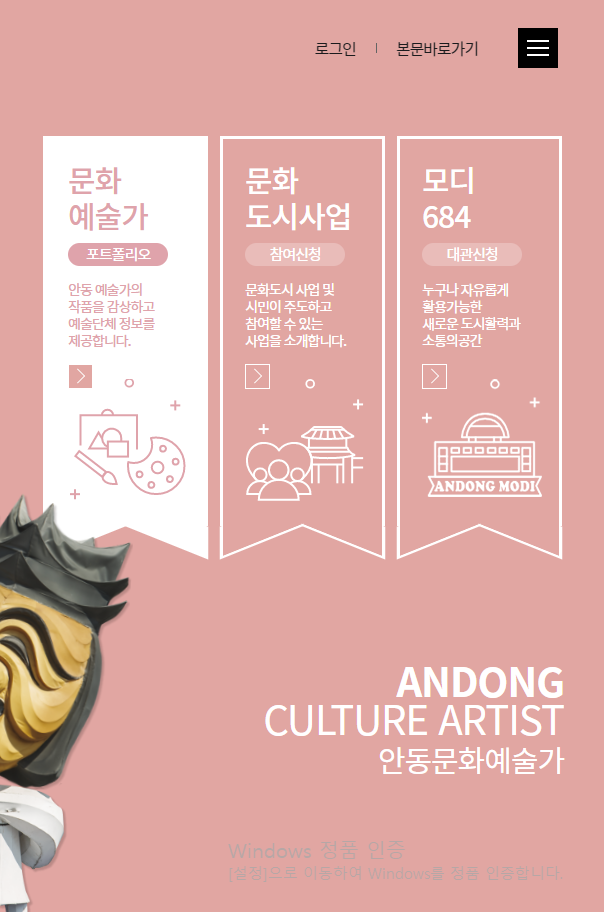 로그인 | 본문바로가기
문화
예술가
포트폴리오
안동 예술가의
작품을 감상하고
예술단체 정보를
제공합니다.
문화
도시사업
참여신청
문화도시 사업 및
시민이 주도하고
참여할 수 있는
사업을 소개합니다.
모디
684
대관신청
누구나 자유롭게
활용가능한
새로운 도시활력과
소통의공간
ANDONG MODI
ANDONG
CULTURE ARTIST
안동문화예술가
Windows 정품 인증
[설정]으로 이동하여 Windows를 정품 인증합니다.